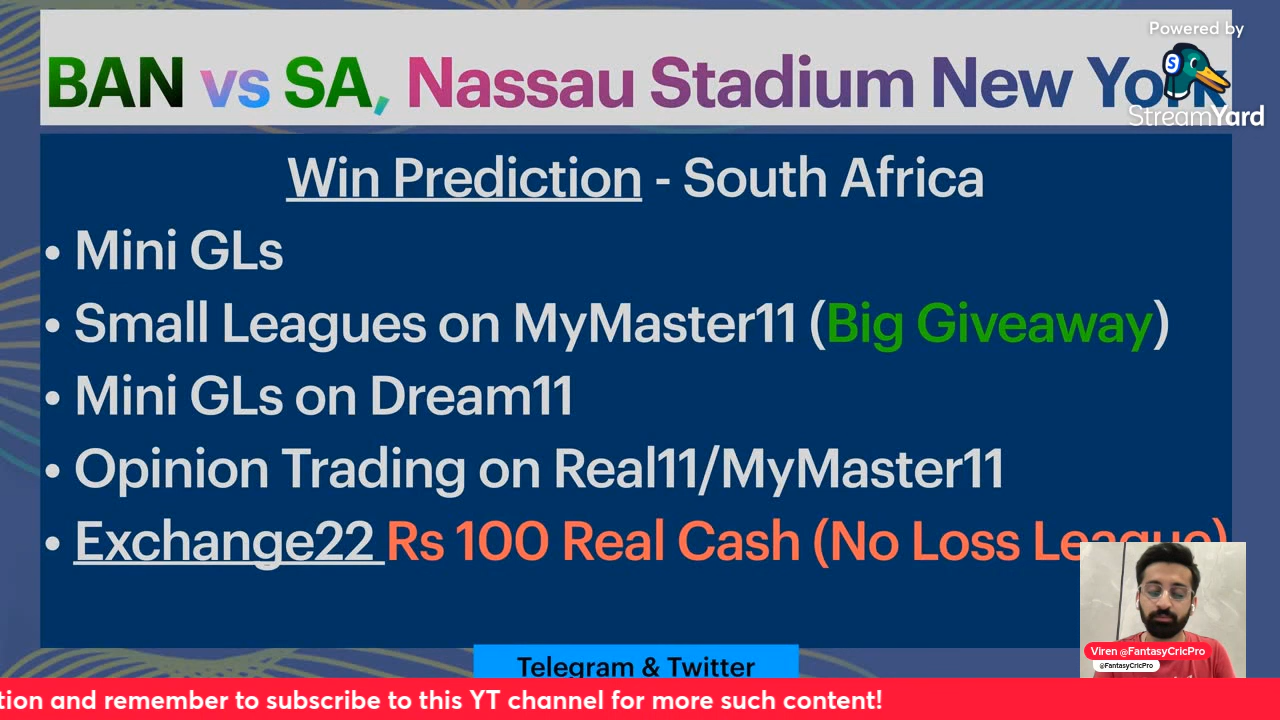 Powered by
StreamYard
BAN vs SA, Nassau Stadium New York
Win Prediction - South Africa
• Mini GLs
• Small Leagues on MyMaster11 (Big Giveaway)
• Mini GLs on Dream11
• Opinion Trading on Real11/MyMaster11
• Exchange22 Rs 100 Real Cash (No Loss League)
Viren @FantasyCricPro
@FantasyCricPro
Telegram & Twitter
tion and remember to subscribe to this YT channel for more such content!